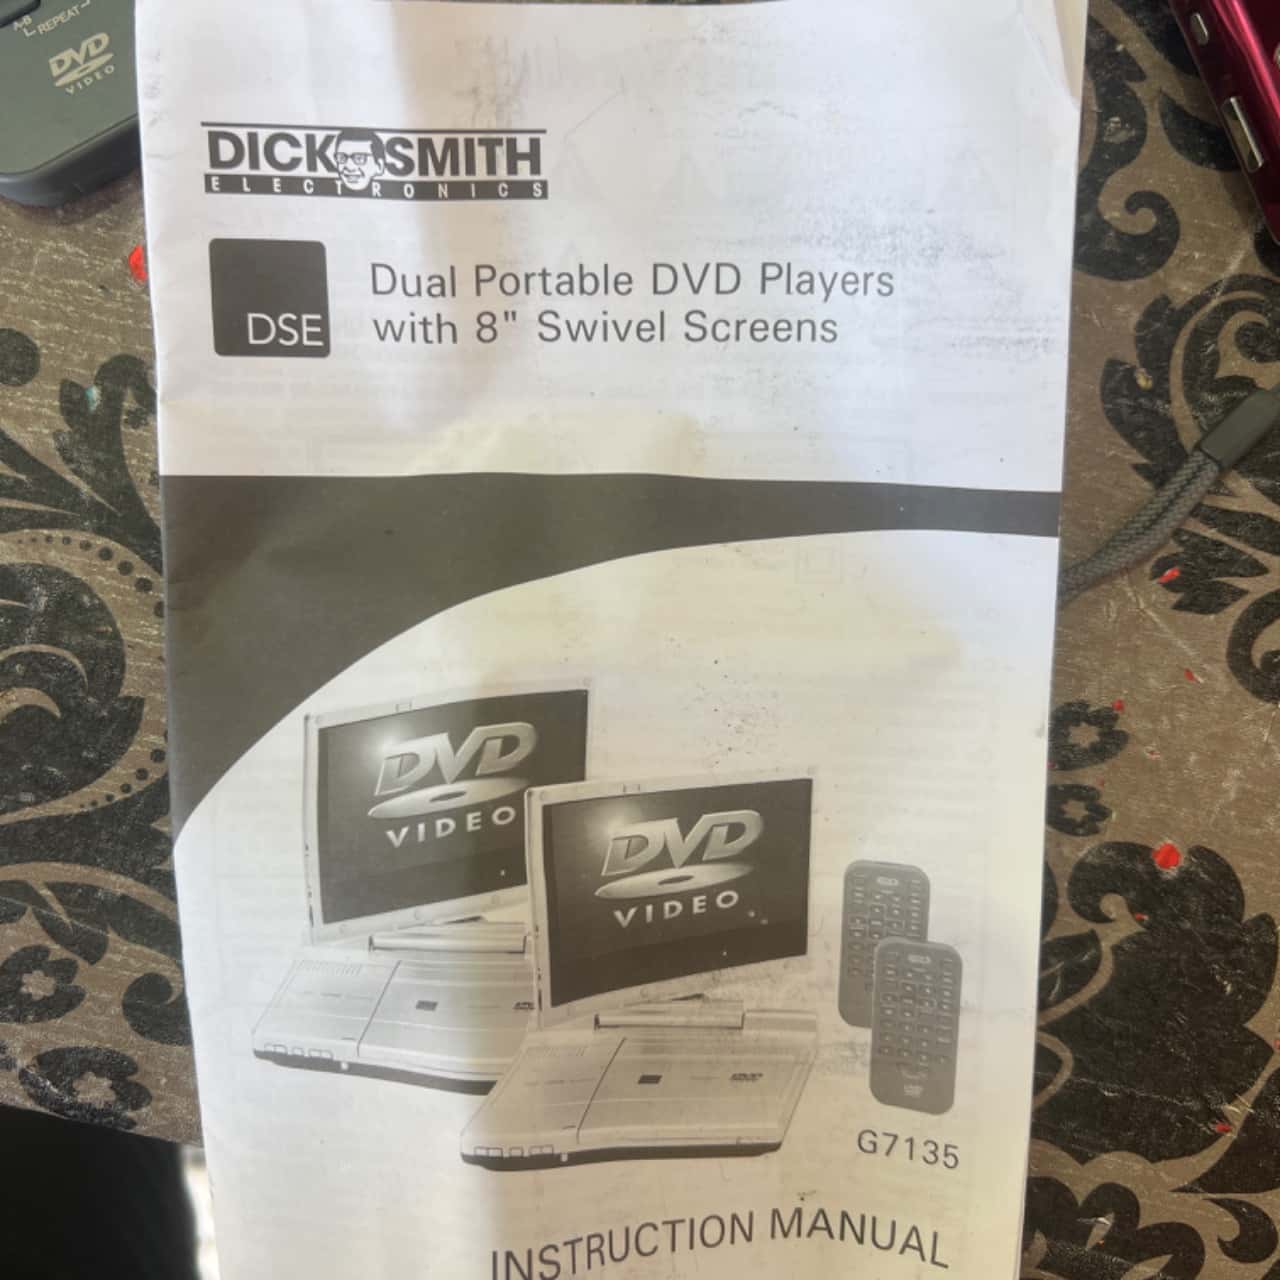 A-B
REPEAT
DVD
VIDEO
DICK SMITH
ELECTRONICS
DSE
Dual Portable DVD Players
with 8" Swivel Screens
DVD
VIDEO
DVD
VIDEO
DVD
G7135
INSTRUCTION MANUAL